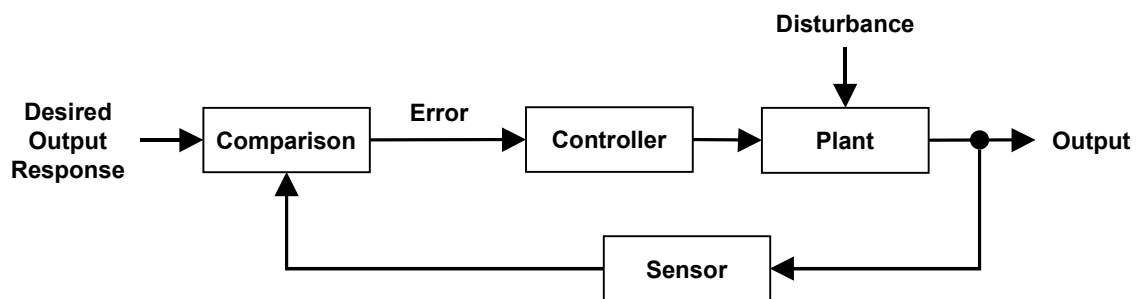 Disturbance
Desired
Output
Response
Comparison
Error
Controller
Plant
Output
Sensor